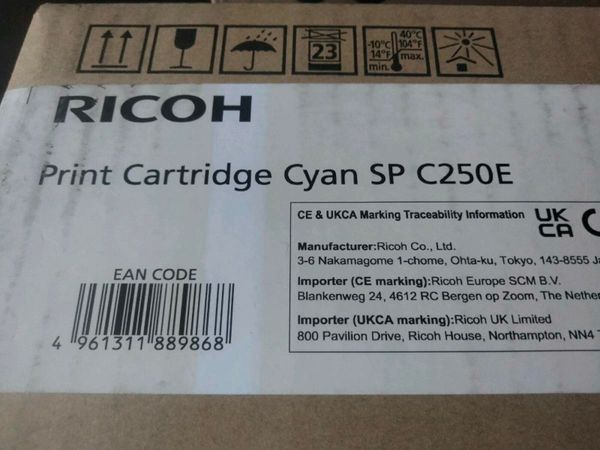 23
40°C
-10°C 104°F
14°F max.
min.
RICOH
Print Cartridge Cyan SP C250E
CE & UKCA Marking Traceability Information
UK
CA
Manufacturer:Ricoh Co., Ltd.
3-6 Nakamagome 1-chome, Ohta-ku, Tokyo, 143-8555 Ja
Importer (CE marking):Ricoh Europe SCM B.V.
Blankenweg 24, 4612 RC Bergen op Zoom, The Nether
Importer (UKCA marking):Ricoh UK Limited
800 Pavilion Drive, Ricoh House, Northampton, NN4 7
EAN CODE
4 961311 889868